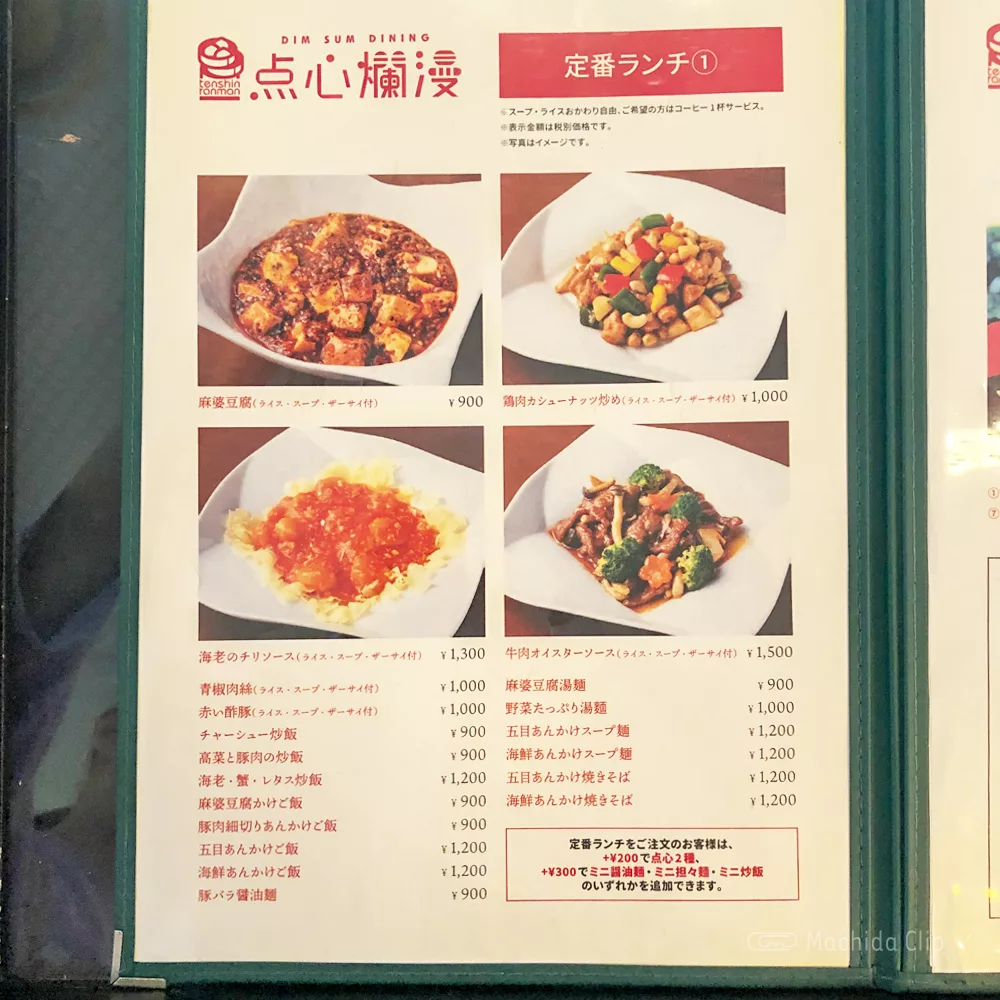 DIM SUM DINING
点心爛漫
tenshin
ranman
定番ランチ①
※スープ・ライスおかわり自由、ご希望の方はコーヒー1杯サービス。
※表示金額は税別価格です。
※写真はイメージです。
麻婆豆腐(ライス・スープ・ザーサイ付) ¥900
鶏肉カシューナッツ炒め(ライス・スープ・ザーサイ付) ¥1,000
海老のチリソース(ライス・スープ・ザーサイ付) ¥1,300
牛肉オイスターソース(ライス・スープ・ザーサイ付) ¥1,500
青椒肉絲(ライス・スープ・ザーサイ付) ¥1,000
赤い酢豚(ライス・スープ・ザーサイ付) ¥1,000
チャーシュー炒飯 ¥900
高菜と豚肉の炒飯 ¥900
海老・蟹・レタス炒飯 ¥1,200
麻婆豆腐かけご飯 ¥900
豚肉細切りあんかけご飯 ¥900
五目あんかけご飯 ¥1,200
海鮮あんかけご飯 ¥1,200
豚バラ醤油麺 ¥900
麻婆豆腐湯麺 ¥900
野菜たっぷり湯麺 ¥1,000
五目あんかけスープ麺 ¥1,200
海鮮あんかけスープ麺 ¥1,200
五目あんかけ焼きそば ¥1,200
海鮮あんかけ焼きそば ¥1,200
定番ランチをご注文のお客様は、
+¥200で点心2種、
+¥300でミニ醤油麺・ミニ担々麺・ミニ炒飯
のいずれかを追加できます。
①
⑦
Machida Clip